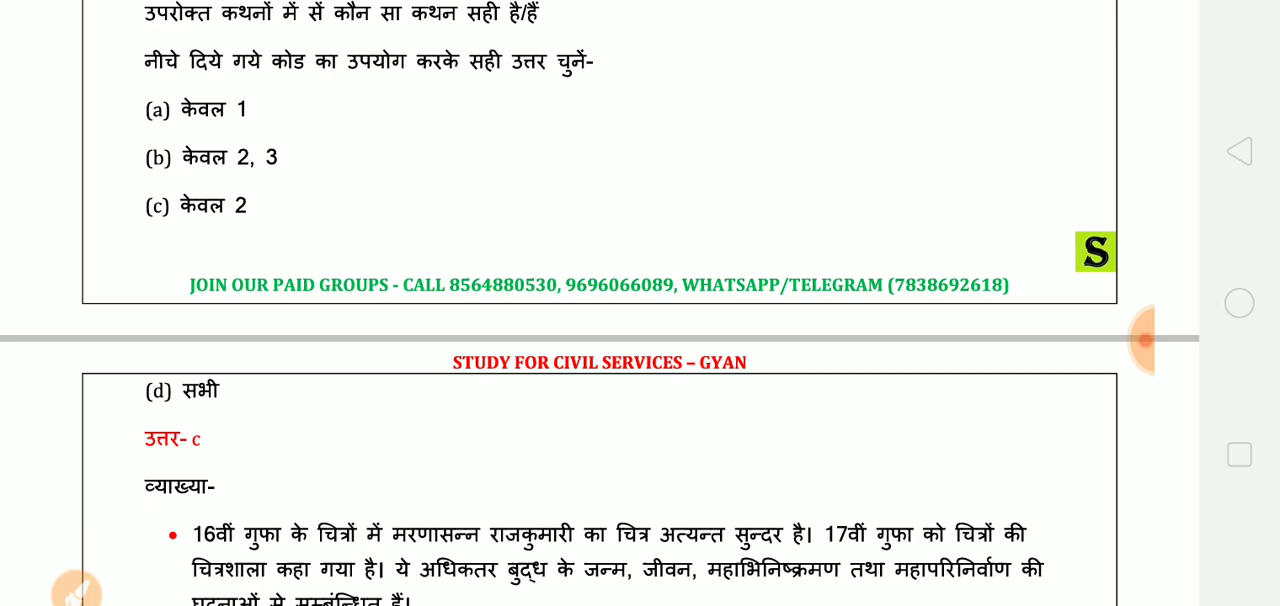 उपरोक्त कथनों में सें कौन सा कथन सही है/हैं
नीचे दिये गये कोड का उपयोग करके सही उत्तर चुनें-
(a) केवल 1
(b) केवल 2, 3
(c) केवल 2
S
JOIN OUR PAID GROUPS - CALL 8564880530, 9696066089, WHATSAPP/TELEGRAM (7838692618)
STUDY FOR CIVIL SERVICES – GYAN
(d) सभी
उत्तर- c
व्याख्या-
• 16वीं गुफा के चित्रों में मरणासन्न राजकुमारी का चित्र अत्यन्त सुन्दर है। 17वीं गुफा को चित्रों की
चित्रशाला कहा गया है। ये अधिकतर बुद्ध के जन्म, जीवन, महाभिनिष्क्रमण तथा महापरिनिर्वाण की
घटनाओं से सम्बंन्धित हैं।